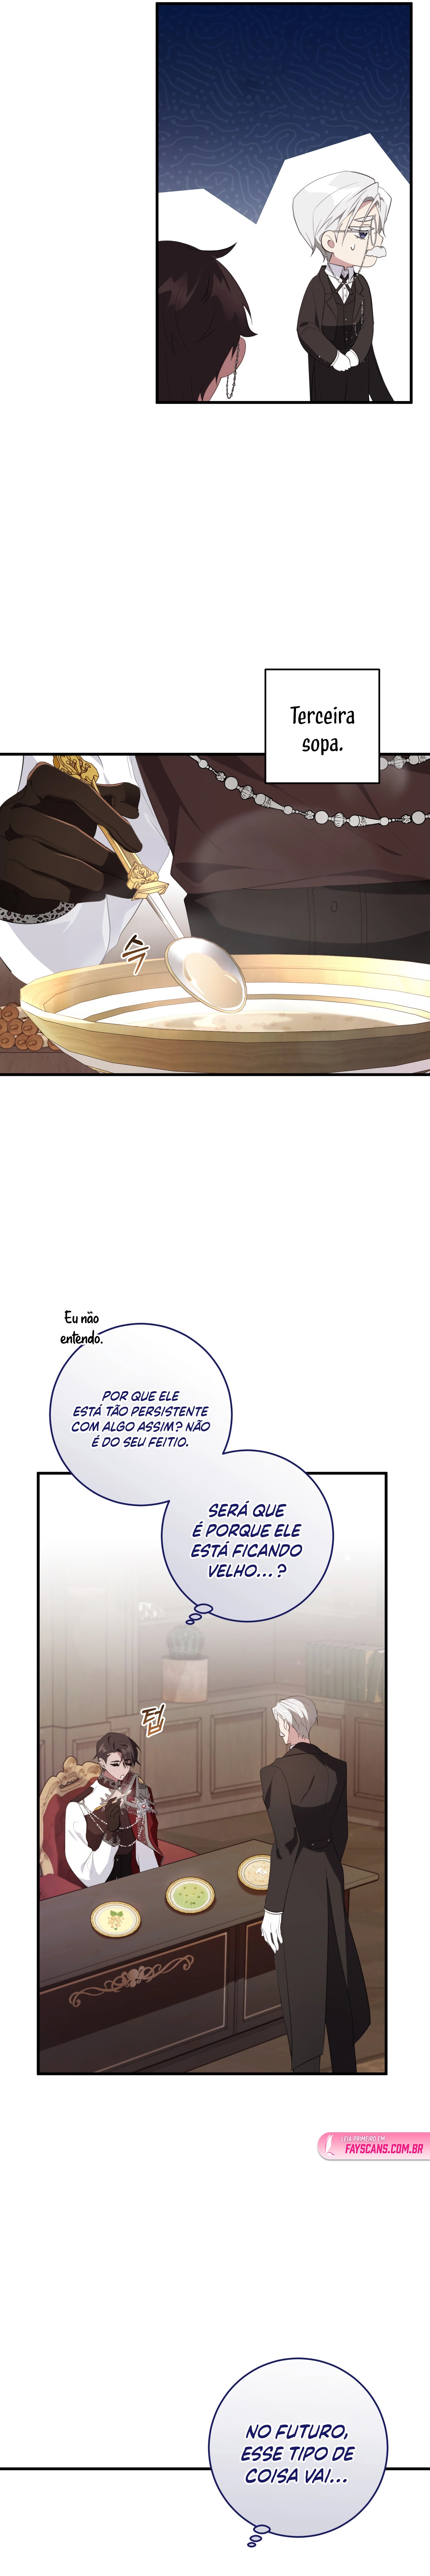 Terceira
sopa.
슥
Eu não
entendo.
POR QUE ELE
ESTÁ TÃO PERSISTENTE
COM ALGO ASSIM? NÃO
É DO SEU FEITIO.
SERÁ QUE
É PORQUE ELE
ESTÁ FICANDO
VELHO...?
텁
LEIA PRIMEIRO EM
FAYSCANS.COM.BR
NO FUTURO,
ESSE TIPO DE
COISA VAI...